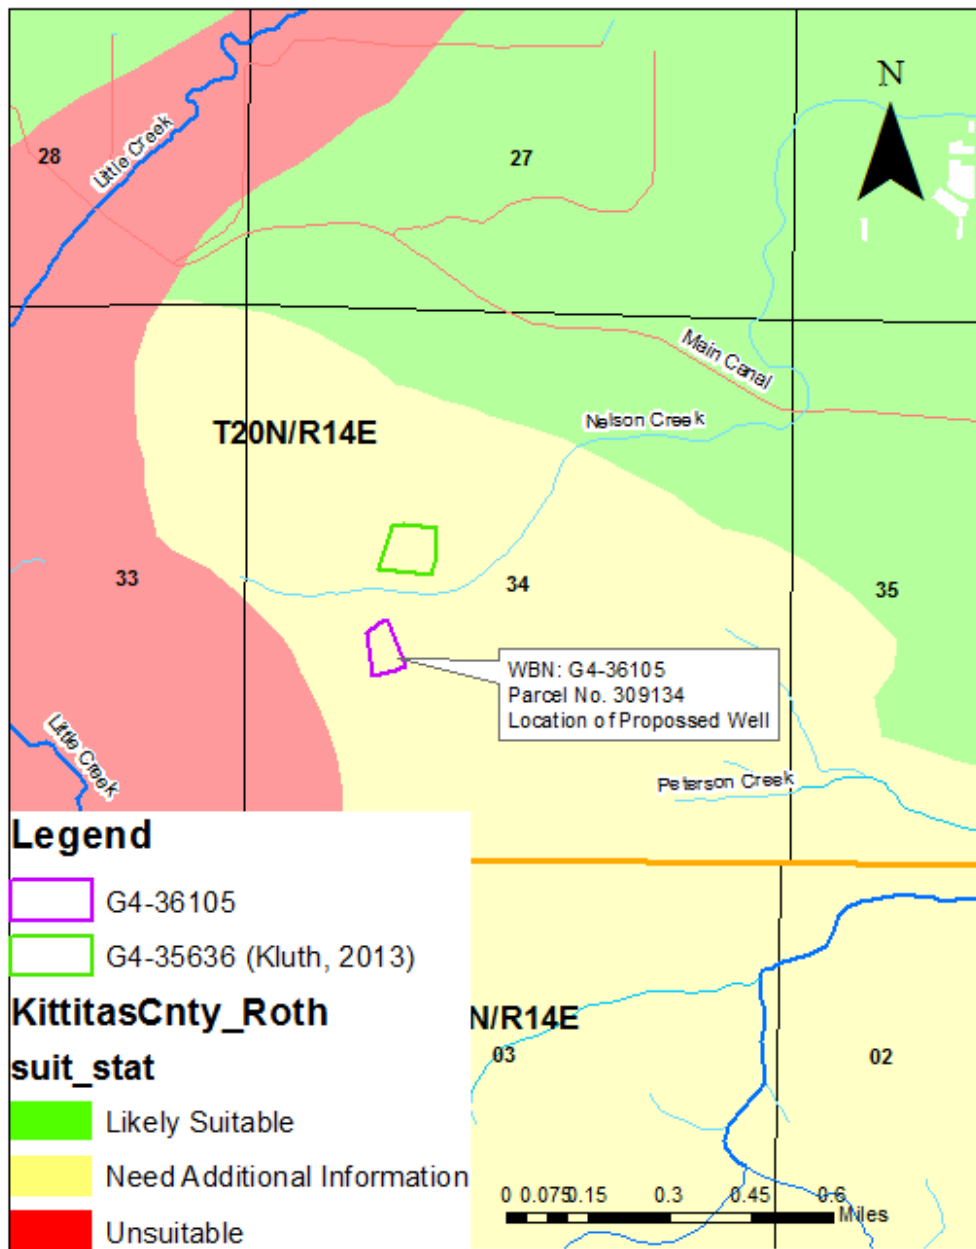 N
28
Little Creek
27
Main Canal
Nelson Creek
T20N/R14E
33
34
35
WBN: G4-36105
Parcel No. 309134
Location of Propossed Well
Little Creek
Peterson Creek
Legend
G4-36105
G4-35636 (Kluth, 2013)
KittitasCnty_Roth
suit_stat
Likely Suitable
Need Additional Information
Unsuitable
N/R14E
03
02
0 0.075 0.15 0.3 0.45 0.6
Miles